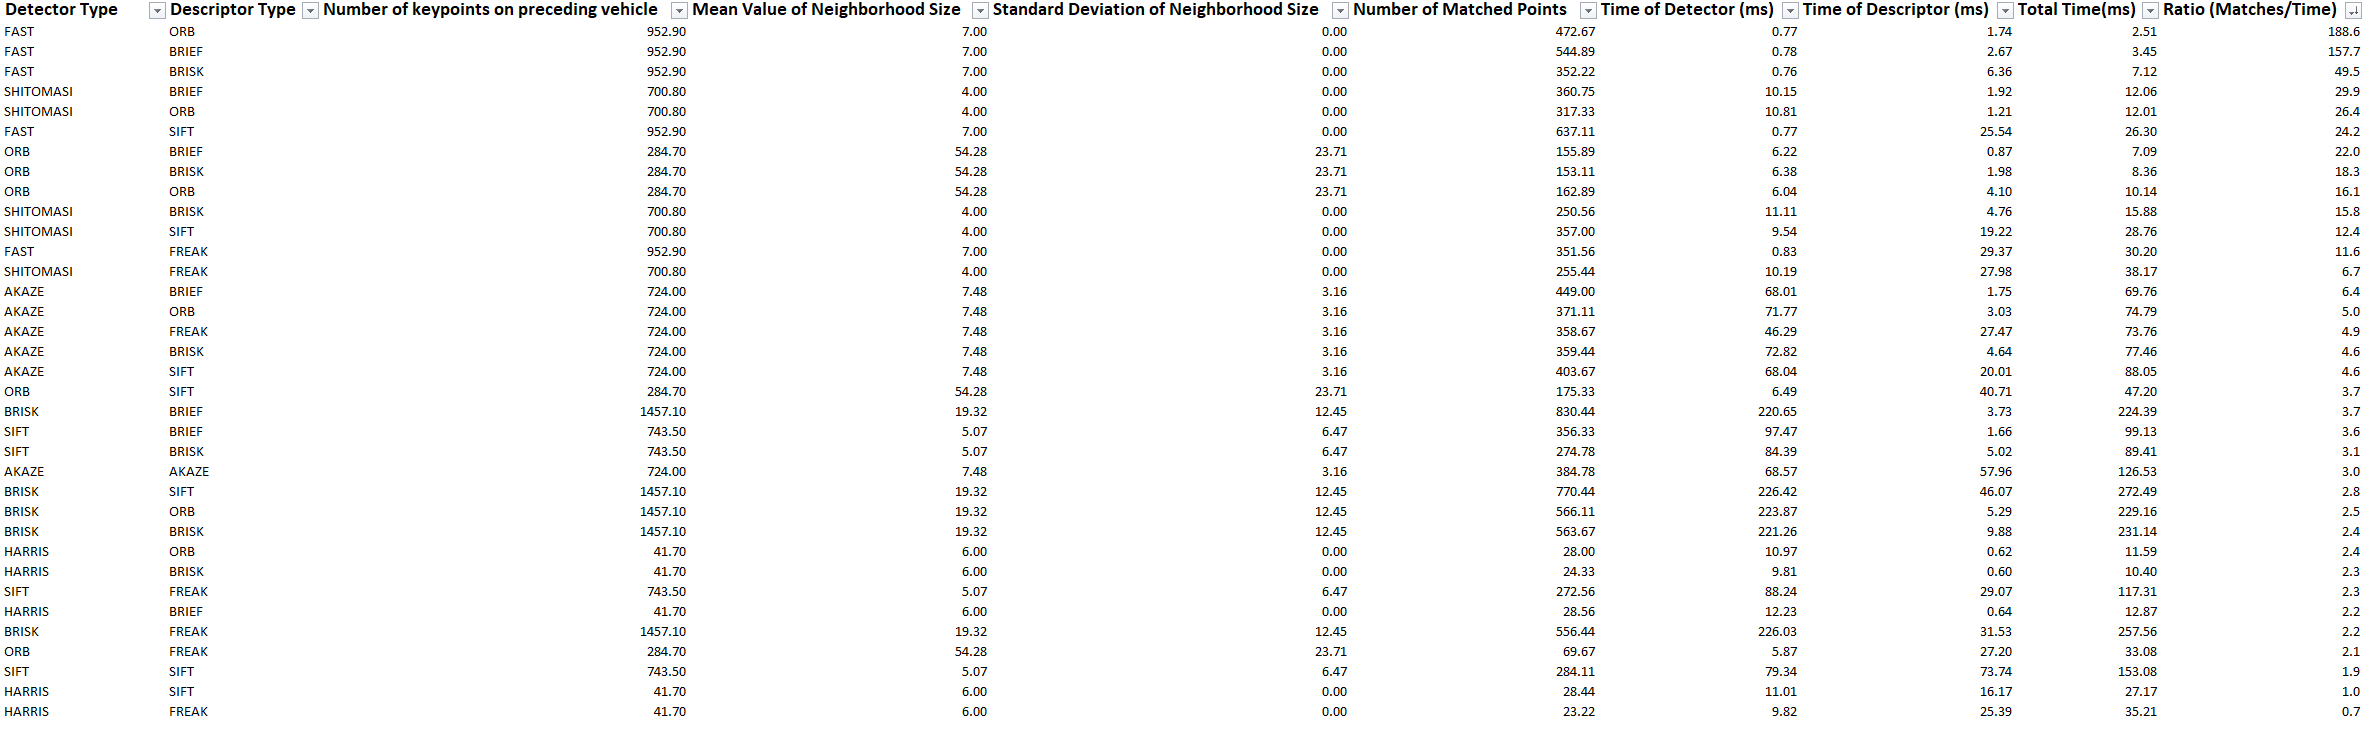 Detector Type Descriptor Type Number of keypoints on preceding vehicle Mean Value of Neighborhood Size Standard Deviation of Neighborhood Size Number of Matched Points Time of Detector (ms) Time of Descriptor (ms) Total Time(ms) Ratio (Matches/Time)
FAST ORB 952.90 7.00 0.00 472.67 0.77 1.74 2.51 188.6
FAST BRIEF 952.90 7.00 0.00 544.89 0.78 2.67 3.45 157.7
FAST BRISK 952.90 7.00 0.00 352.22 0.76 6.36 7.12 49.5
SHITOMASI BRIEF 700.80 4.00 0.00 360.75 10.15 1.92 12.06 29.9
SHITOMASI ORB 700.80 4.00 0.00 317.33 10.81 1.21 12.01 26.4
FAST SIFT 952.90 7.00 0.00 637.11 0.77 25.54 26.30 24.2
ORB BRIEF 284.70 54.28 23.71 155.89 6.22 0.87 7.09 22.0
ORB BRISK 284.70 54.28 23.71 153.11 6.38 1.98 8.36 18.3
ORB ORB 284.70 54.28 23.71 162.89 6.04 4.10 10.14 16.1
SHITOMASI BRISK 700.80 4.00 0.00 250.56 11.11 4.76 15.88 15.8
SHITOMASI SIFT 700.80 4.00 0.00 357.00 9.54 19.22 28.76 12.4
FAST FREAK 952.90 7.00 0.00 351.56 0.83 29.37 30.20 11.6
SHITOMASI FREAK 700.80 4.00 0.00 255.44 10.19 27.98 38.17 6.7
AKAZE BRIEF 724.00 7.48 3.16 449.00 68.01 1.75 69.76 6.4
AKAZE ORB 724.00 7.48 3.16 371.11 71.77 3.03 74.79 5.0
AKAZE FREAK 724.00 7.48 3.16 358.67 46.29 27.47 73.76 4.9
AKAZE BRISK 724.00 7.48 3.16 359.44 72.82 4.64 77.46 4.6
AKAZE SIFT 724.00 7.48 3.16 403.67 68.04 20.01 88.05 4.6
ORB SIFT 284.70 54.28 23.71 175.33 6.49 40.71 47.20 3.7
BRISK BRIEF 1457.10 19.32 12.45 830.44 220.65 3.73 224.39 3.7
SIFT BRIEF 743.50 5.07 6.47 356.33 97.47 1.66 99.13 3.6
SIFT BRISK 743.50 5.07 6.47 274.78 84.39 5.02 89.41 3.1
AKAZE AKAZE 724.00 7.48 3.16 384.78 68.57 57.96 126.53 3.0
BRISK SIFT 1457.10 19.32 12.45 770.44 226.42 46.07 272.49 2.8
BRISK ORB 1457.10 19.32 12.45 566.11 223.87 5.29 229.16 2.5
BRISK BRISK 1457.10 19.32 12.45 563.67 221.26 9.88 231.14 2.4
HARRIS ORB 41.70 6.00 0.00 28.00 10.97 0.62 11.59 2.4
HARRIS BRISK 41.70 6.00 0.00 24.33 9.81 0.60 10.40 2.3
SIFT FREAK 743.50 5.07 6.47 272.56 88.24 29.07 117.31 2.3
HARRIS BRIEF 41.70 6.00 0.00 28.56 12.23 0.64 12.87 2.2
BRISK FREAK 1457.10 19.32 12.45 556.44 226.03 31.53 257.56 2.2
ORB FREAK 284.70 54.28 23.71 69.67 5.87 27.20 33.08 2.1
SIFT SIFT 743.50 5.07 6.47 284.11 79.34 73.74 153.08 1.9
HARRIS SIFT 41.70 6.00 0.00 28.44 11.01 16.17 27.17 1.0
HARRIS FREAK 41.70 6.00 0.00 23.22 9.82 25.39 35.21 0.7